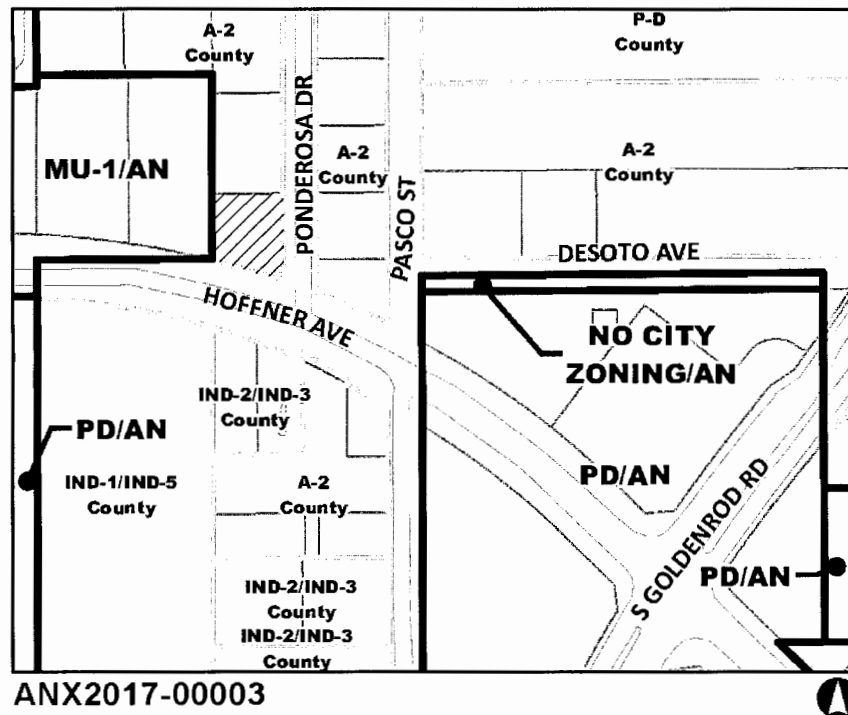 A-2
County
P-D
County
PONDEROSA DR
A-2
County
PASCO ST
A-2
County
MU-1/AN
DESOTO AVE
HOFFNER AVE
NO CITY
ZONING/AN
IND-2/IND-3
County
PD/AN
IND-1/IND-5
County
PD/AN
A-2
County
S GOLDENROD RD
PD/AN
IND-2/IND-3
County
IND-2/IND-3
County
ANX2017-00003